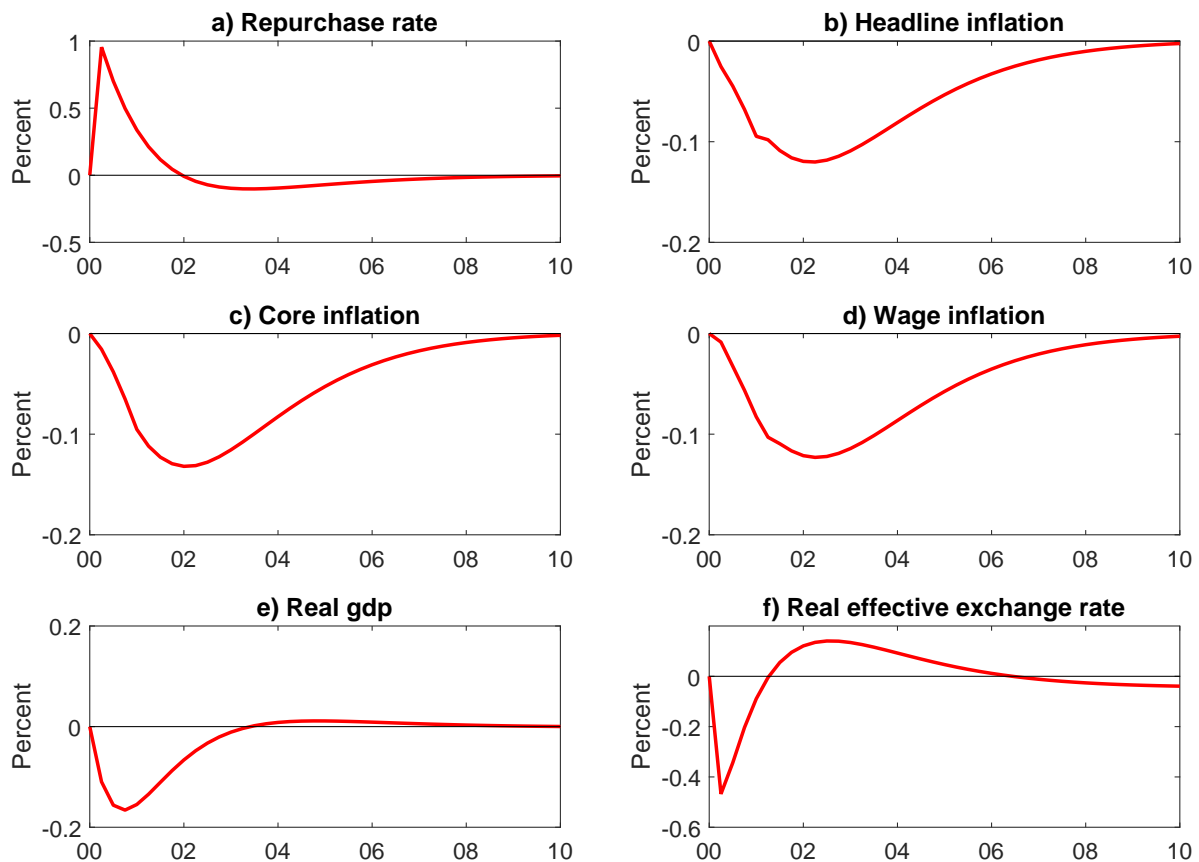 a) Repurchase rate
Percent
1
0.5
0
-0.5
00 02 04 06 08 10
b) Headline inflation
Percent
0
-0.1
-0.2
00 02 04 06 08 10
c) Core inflation
Percent
0
-0.1
-0.2
00 02 04 06 08 10
d) Wage inflation
Percent
0
-0.1
-0.2
00 02 04 06 08 10
e) Real gdp
Percent
0.2
0
-0.2
00 02 04 06 08 10
f) Real effective exchange rate
Percent
0
-0.2
-0.4
-0.6
00 02 04 06 08 10